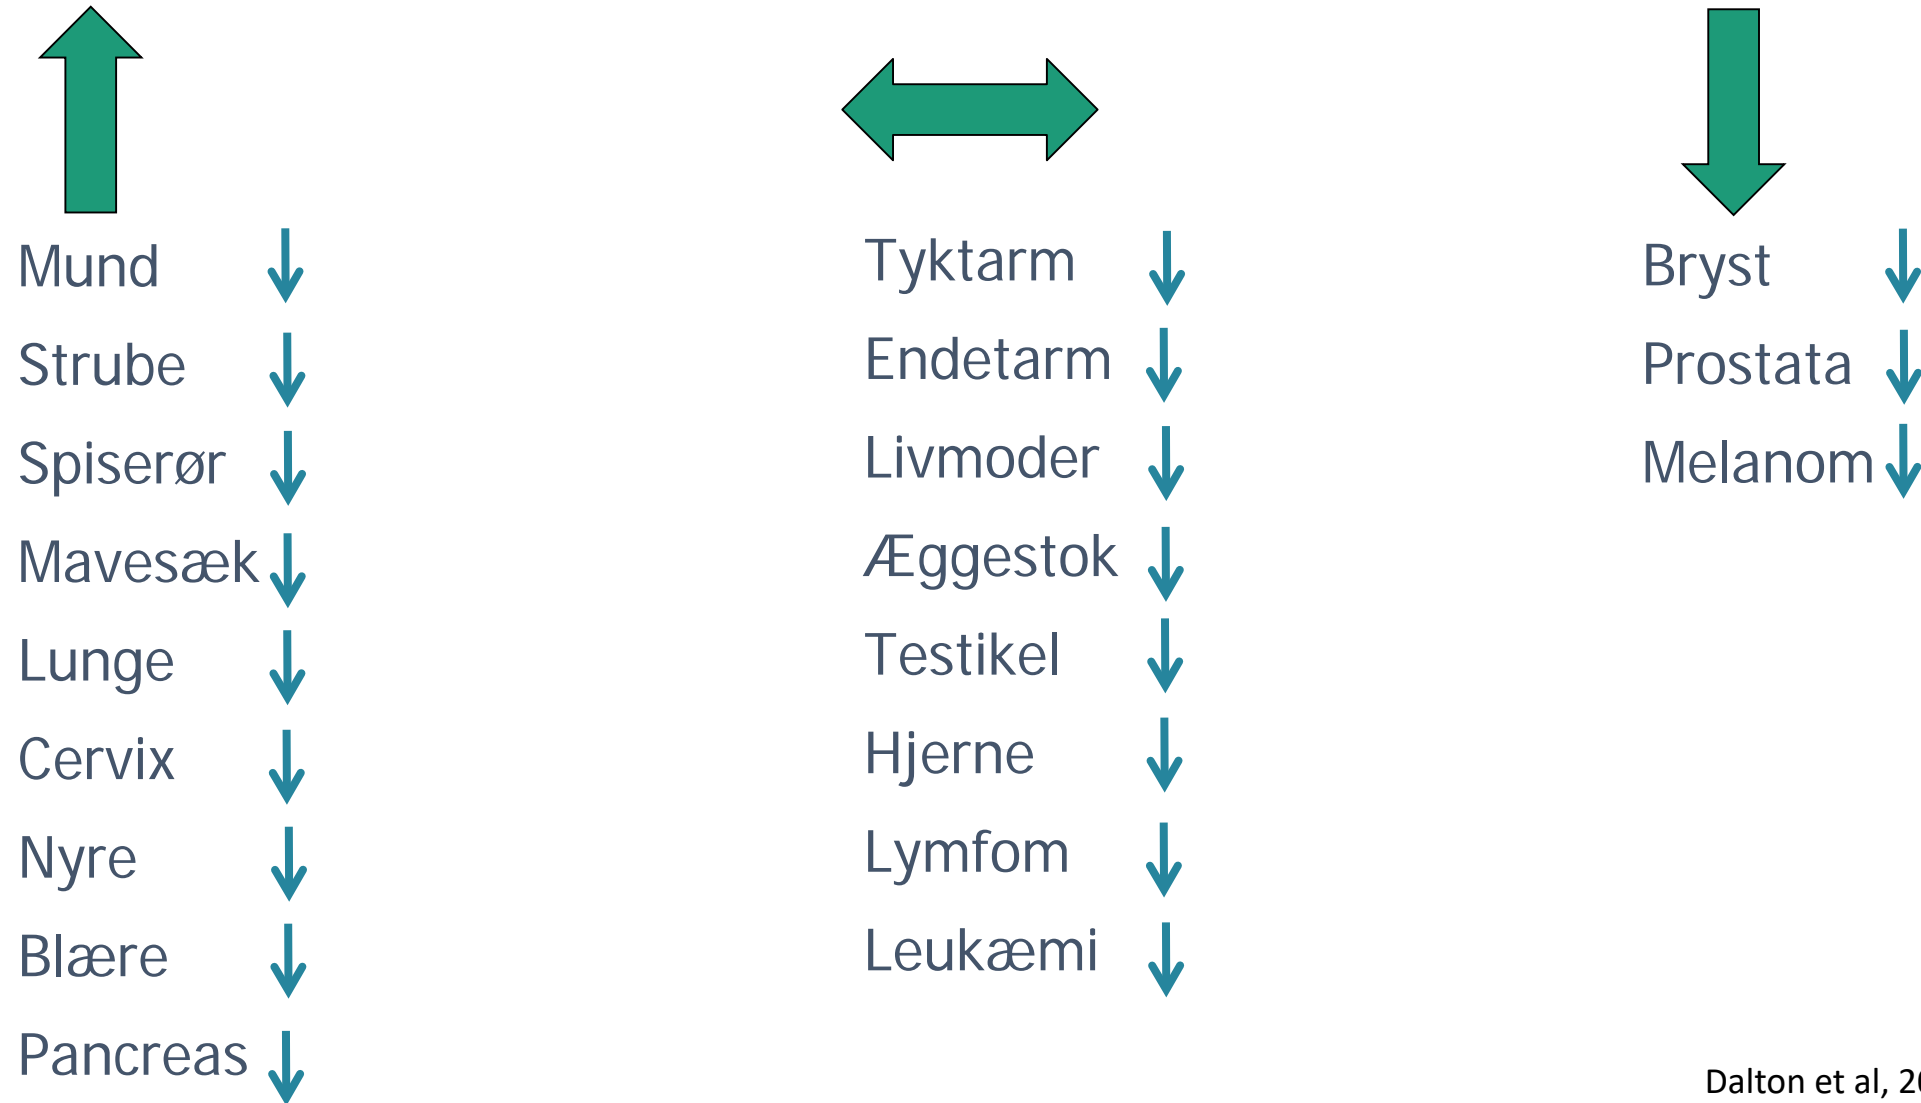 Mund
Strube
Spiserør
Mavesæk
Lunge
Cervix
Nyre
Blære
Pancreas
Tyktarm
Endetarm
Livmoder
Æggestok
Testikel
Hjerne
Lymfom
Leukæmi
Bryst
Prostata
Melanom
Dalton et al,